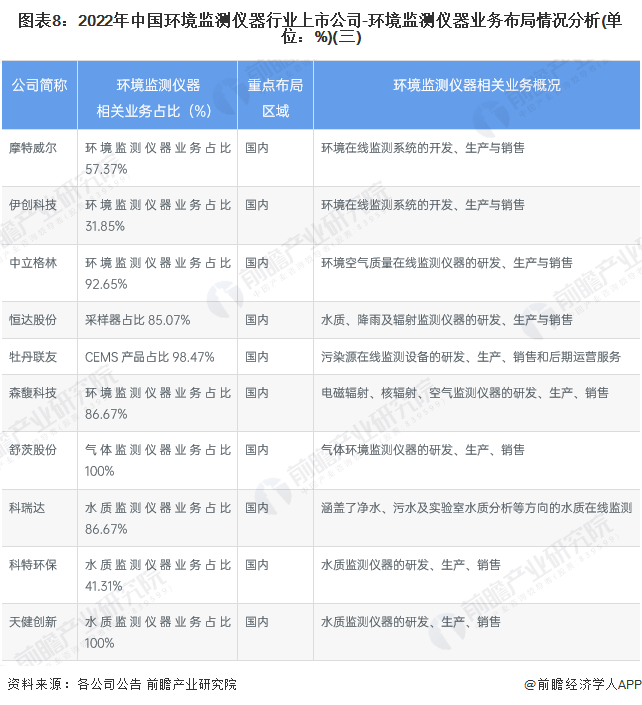 图表8：2022年中国环境监测仪器行业上市公司-环境监测仪器业务布局情况分析(单
位：%)(三)
公司简称
环境监测仪器
相关业务占比（%）
重点布局
区域
环境监测仪器相关业务概况
摩特威尔
环境监测仪器业务占比
57.37%
国内
环境在线监测系统的开发、生产与销售
伊创科技
环境监测仪器业务占比
31.85%
国内
环境在线监测系统的开发、生产与销售
中立格林
环境监测仪器业务占比
92.65%
国内
环境空气质量在线监测仪器的研发、生产与销售
恒达股份
采样器占比 85.07%
国内
水质、降雨及辐射监测仪器的研发、生产与销售
牡丹联友
CEMS 产品占比 98.47%
国内
污染源在线监测设备的研发、生产、销售和后期运营服务
森馥科技
环境监测仪器业务占比
86.67%
国内
电磁辐射、核辐射、空气监测仪器的研发、生产、销售
舒茨股份
气体监测仪器业务占比
100%
国内
气体环境监测仪器的研发、生产、销售
科瑞达
水质监测仪器业务占比
86.67%
国内
涵盖了净水、污水及实验室水质分析等方向的水质在线监测
科特环保
水质监测仪器业务占比
41.31%
国内
水质监测仪器的研发、生产、销售
天健创新
水质监测仪器业务占比
100%
国内
水质监测仪器的研发、生产、销售
资料来源：各公司公告 前瞻产业研究院
@前瞻经济学人APP
前瞻产业研究院